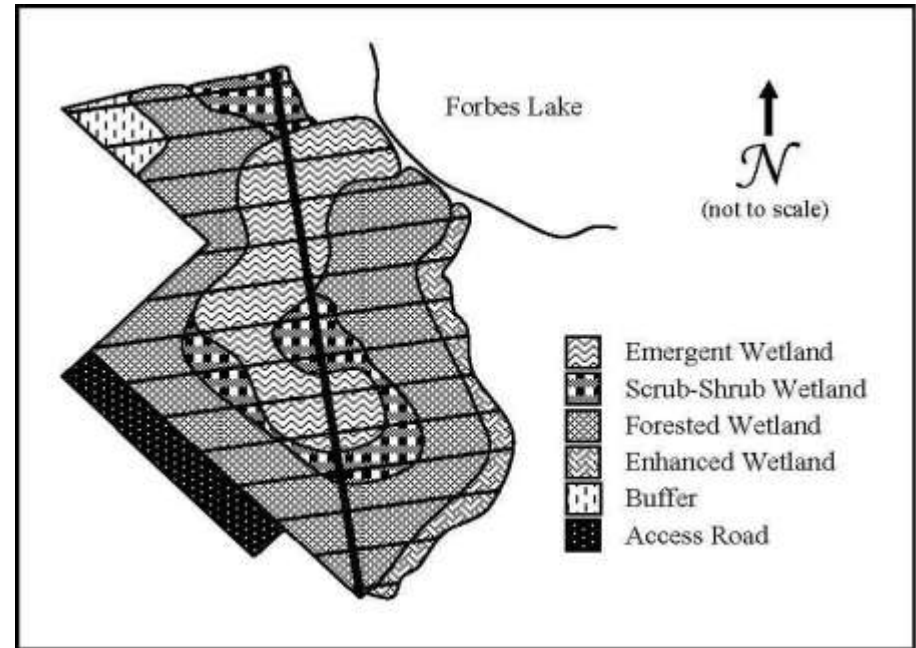 Forbes Lake
N
(not to scale)
Emergent Wetland
Scrub-Shrub Wetland
Forested Wetland
Enhanced Wetland
Buffer
Access Road